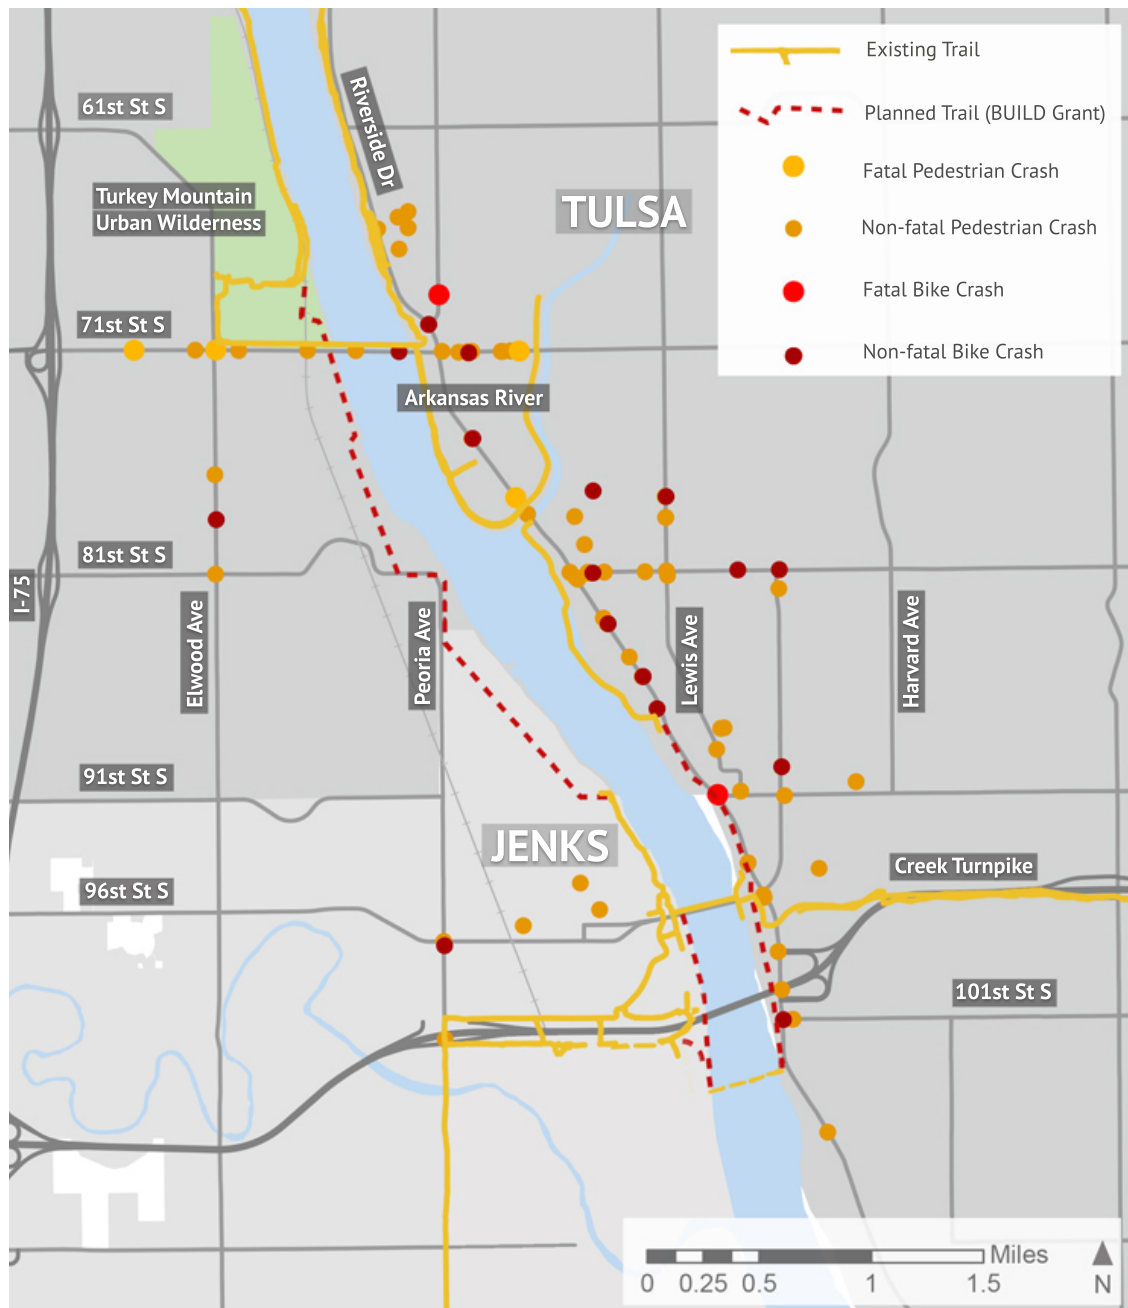 Existing Trail
61st St S
Riverside Dr
Planned Trail (BUILD Grant)
Fatal Pedestrian Crash
Turkey Mountain
Urban Wilderness
TULSA
Non-fatal Pedestrian Crash
Fatal Bike Crash
71st St S
Non-fatal Bike Crash
Arkansas River
81st St S
I-75
Elwood Ave
Peoria Ave
Lewis Ave
Harvard Ave
91st St S
JENKS
Creek Turnpike
96st St S
101st St S
Miles
0 0.25 0.5 1 1.5
N